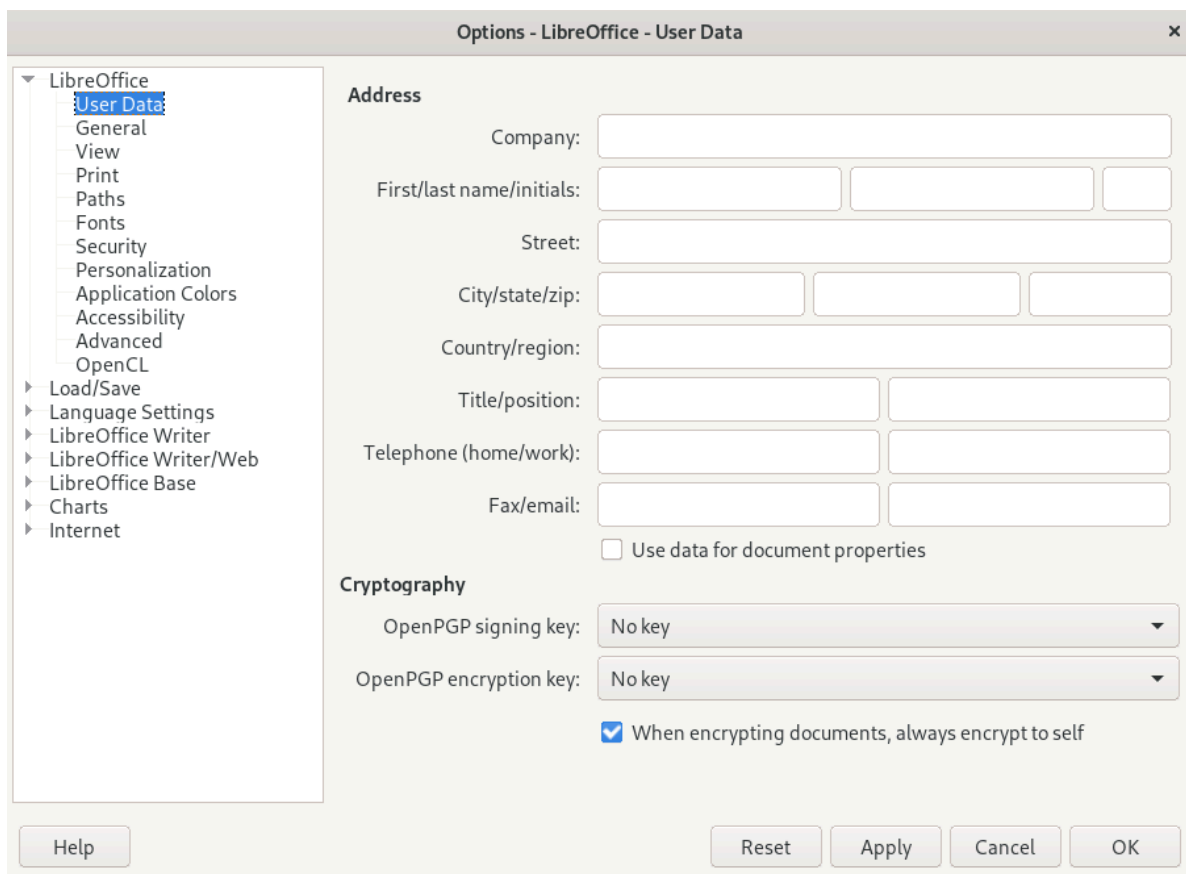 Options - LibreOffice - User Data
LibreOffice
User Data
General
View
Print
Paths
Fonts
Security
Personalization
Application Colors
Accessibility
Advanced
OpenCL
Load/Save
Language Settings
LibreOffice Writer
LibreOffice Writer/Web
LibreOffice Base
Charts
Internet
Address
Company:
First/last name/initials:
Street:
City/state/zip:
Country/region:
Title/position:
Telephone (home/work):
Fax/email:
Use data for document properties
Cryptography
OpenPGP signing key: No key
OpenPGP encryption key: No key
When encrypting documents, always encrypt to self
Help Reset Apply Cancel OK